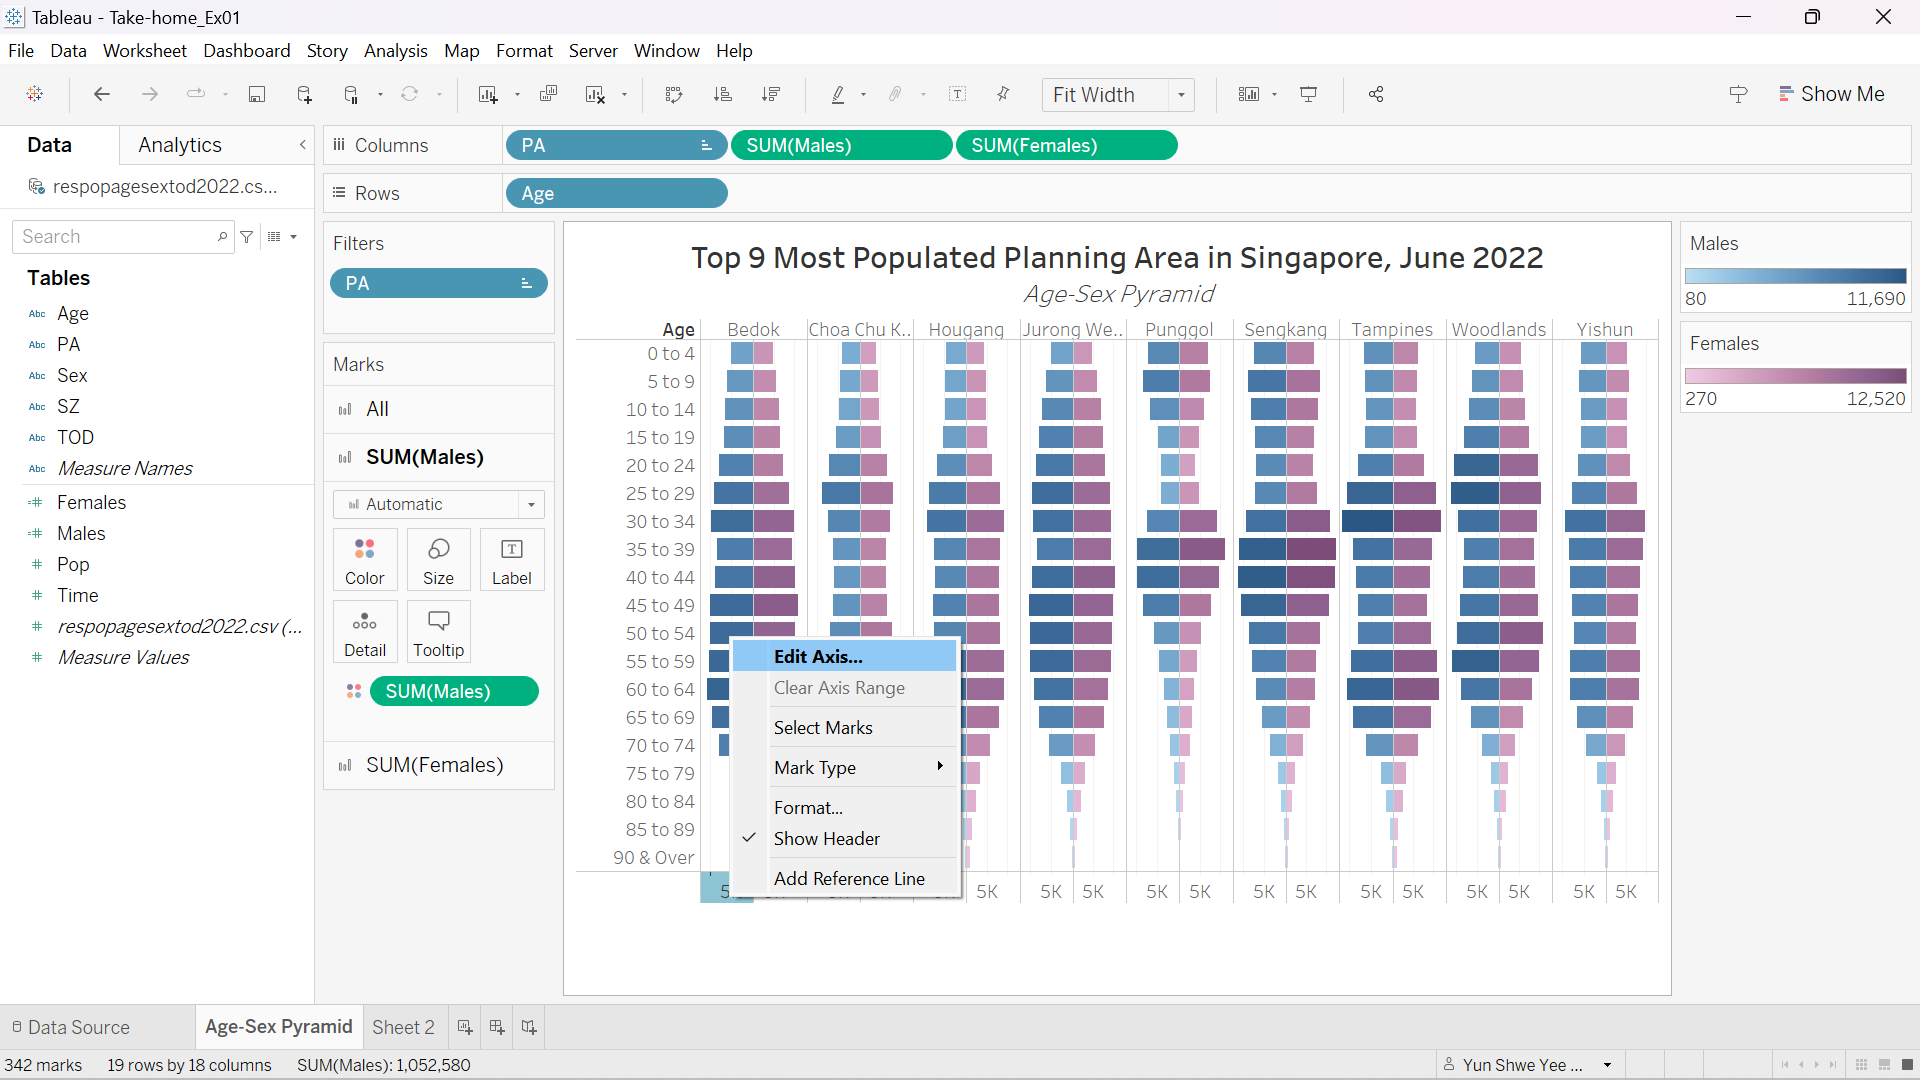 Tableau - Take-home_Ex01
File Data Worksheet Dashboard Story Analysis Map Format Server Window Help
Fit Width
Show Me
Data Analytics
respopagesextod2022.cs...
Search
Tables
Abc Age
Abc PA
Abc Sex
Abc SZ
Abc TOD
Abc Measure Names
Females
Males
Pop
Time
respopagesextod2022.csv (...
Measure Values
Columns PA SUM(Males) SUM(Females)
Rows Age
Filters
PA
Marks
All
SUM(Males)
Automatic
Color Size Label
Detail Tooltip
SUM(Males)
SUM(Females)
Top 9 Most Populated Planning Area in Singapore, June 2022
Age-Sex Pyramid
Age Bedok Choa Chu K.. Hougang Jurong We.. Punggol Sengkang Tampines Woodlands Yishun
0 to 4
5 to 9
10 to 14
15 to 19
20 to 24
25 to 29
30 to 34
35 to 39
40 to 44
45 to 49
50 to 54
55 to 59
60 to 64
65 to 69
70 to 74
75 to 79
80 to 84
85 to 89
90 & Over
5K 5K 5K 5K 5K 5K 5K 5K 5K 5K 5K 5K 5K
Edit Axis...
Clear Axis Range
Select Marks
Mark Type
Format...
Show Header
Add Reference Line
Males
80 11,690
Females
270 12,520
Data Source Age-Sex Pyramid Sheet 2
342 marks 19 rows by 18 columns SUM(Males): 1,052,580
Yun Shwe Yee ...